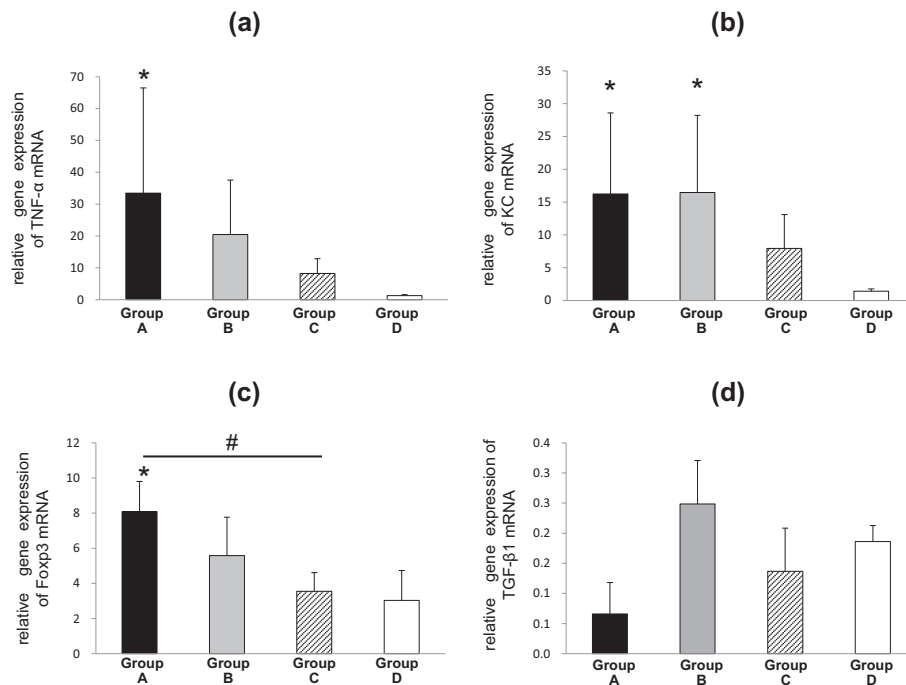 (a)
relative gene expression
of TNF-α mRNA
70
60
50
40
30
20
10
0
*
Group
A
Group
B
Group
C
Group
D
(b)
relative gene expression
of KC mRNA
35
30
25
20
15
10
5
0
*
*
Group
A
Group
B
Group
C
Group
D
(c)
relative gene expression
of Foxp3 mRNA
12
10
8
6
4
2
0
#
*
Group
A
Group
B
Group
C
Group
D
(d)
relative gene expression of
TGF-β1 mRNA
0.4
0.3
0.3
0.2
0.2
0.1
0.1
0.0
Group
A
Group
B
Group
C
Group
D